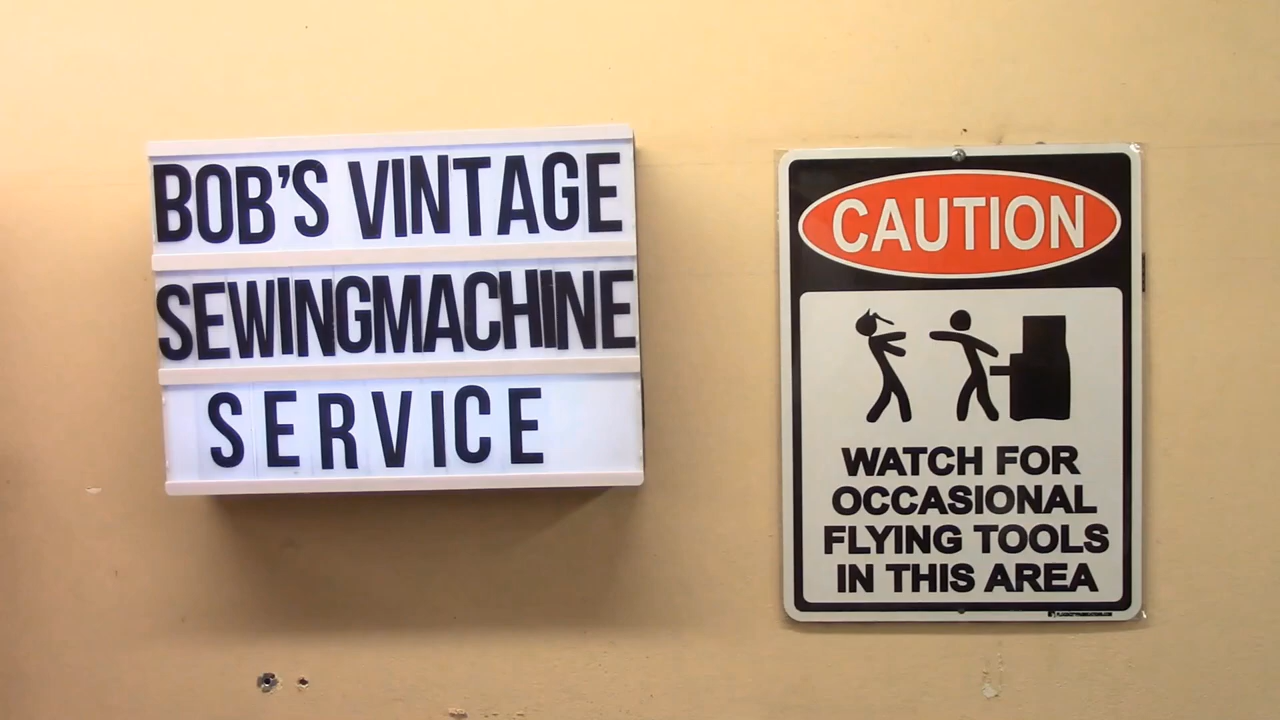 BOB'S VINTAGE
SEWINGMACHINE
SERVICE
CAUTION
WATCH FOR
OCCASIONAL
FLYING TOOLS
IN THIS AREA